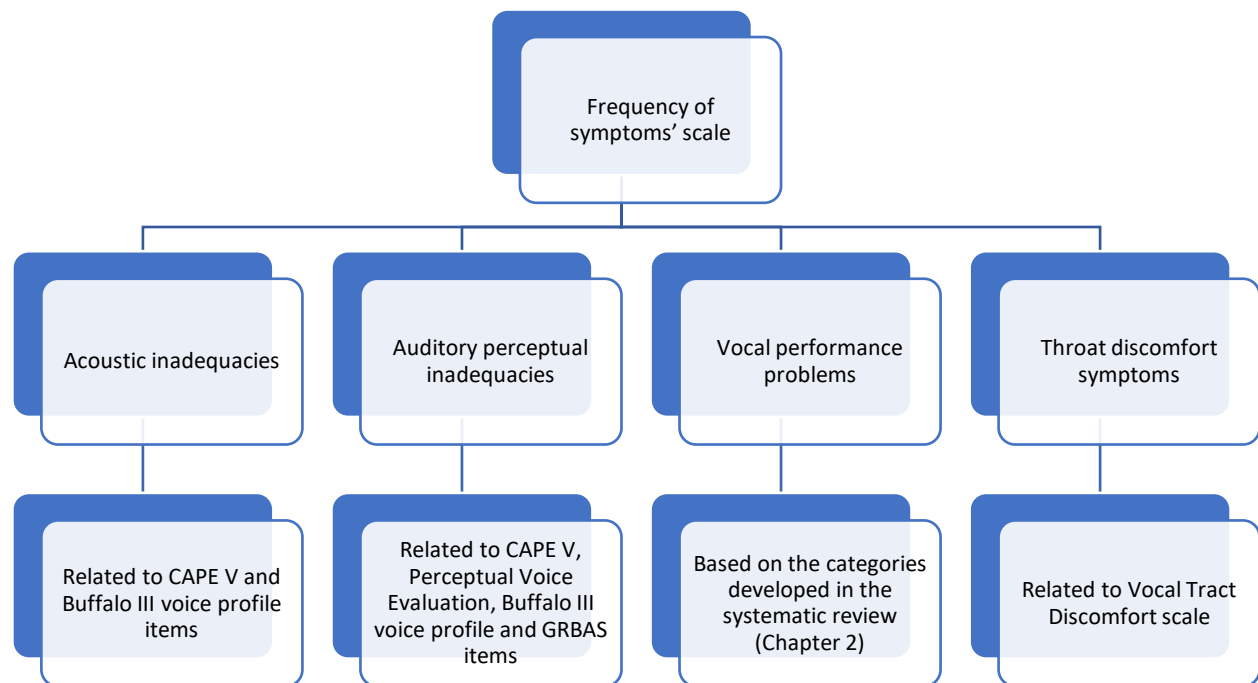 Frequency of
symptoms’ scale
Acoustic inadequacies
Auditory perceptual
inadequacies
Vocal performance
problems
Throat discomfort
symptoms
Related to CAPE V and
Buffalo III voice profile
items
Related to CAPE V,
Perceptual Voice
Evaluation, Buffalo III
voice profile and GRBAS
items
Based on the categories
developed in the
systematic review
(Chapter 2)
Related to Vocal Tract
Discomfort scale